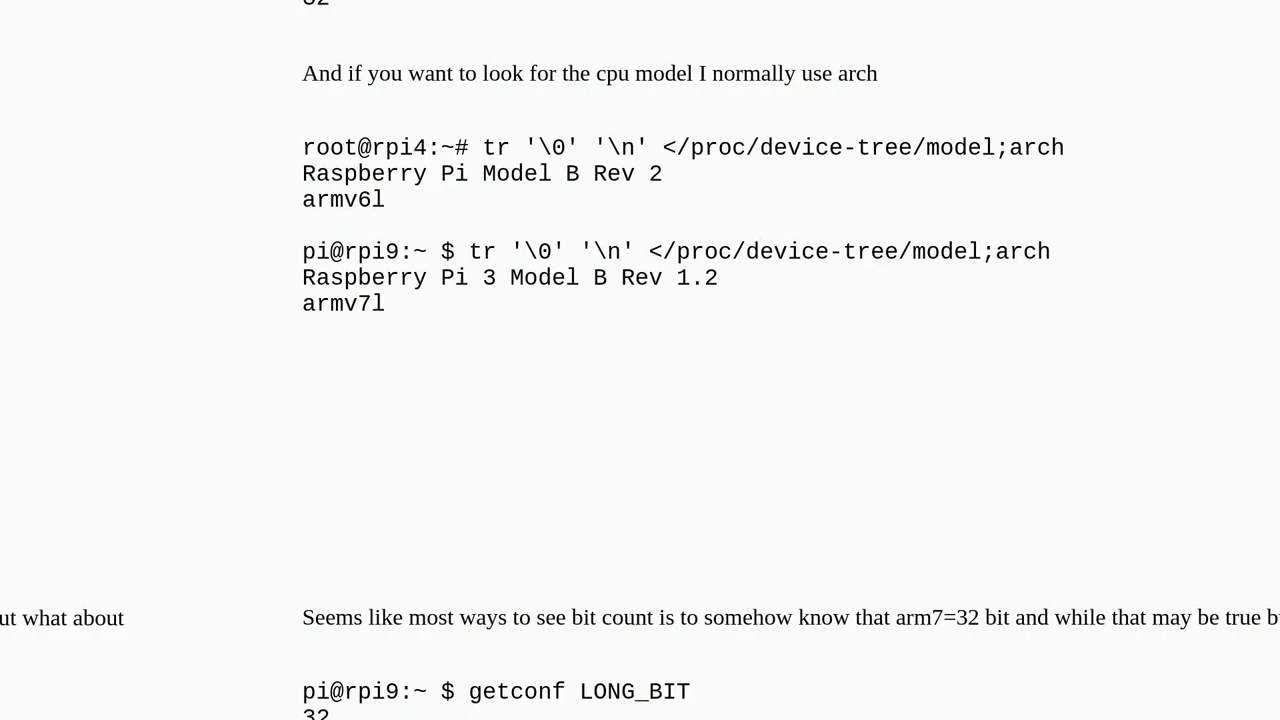 32
And if you want to look for the cpu model I normally use arch
root@rpi4:~# tr '\0' '\n' </proc/device-tree/model;arch
Raspberry Pi Model B Rev 2
armv6l
pi@rpi9:~ $ tr '\0' '\n' </proc/device-tree/model;arch
Raspberry Pi 3 Model B Rev 1.2
armv7l
what about
Seems like most ways to see bit count is to somehow know that arm7=32 bit and while that may be true
pi@rpi9:~ $ getconf LONG_BIT
32